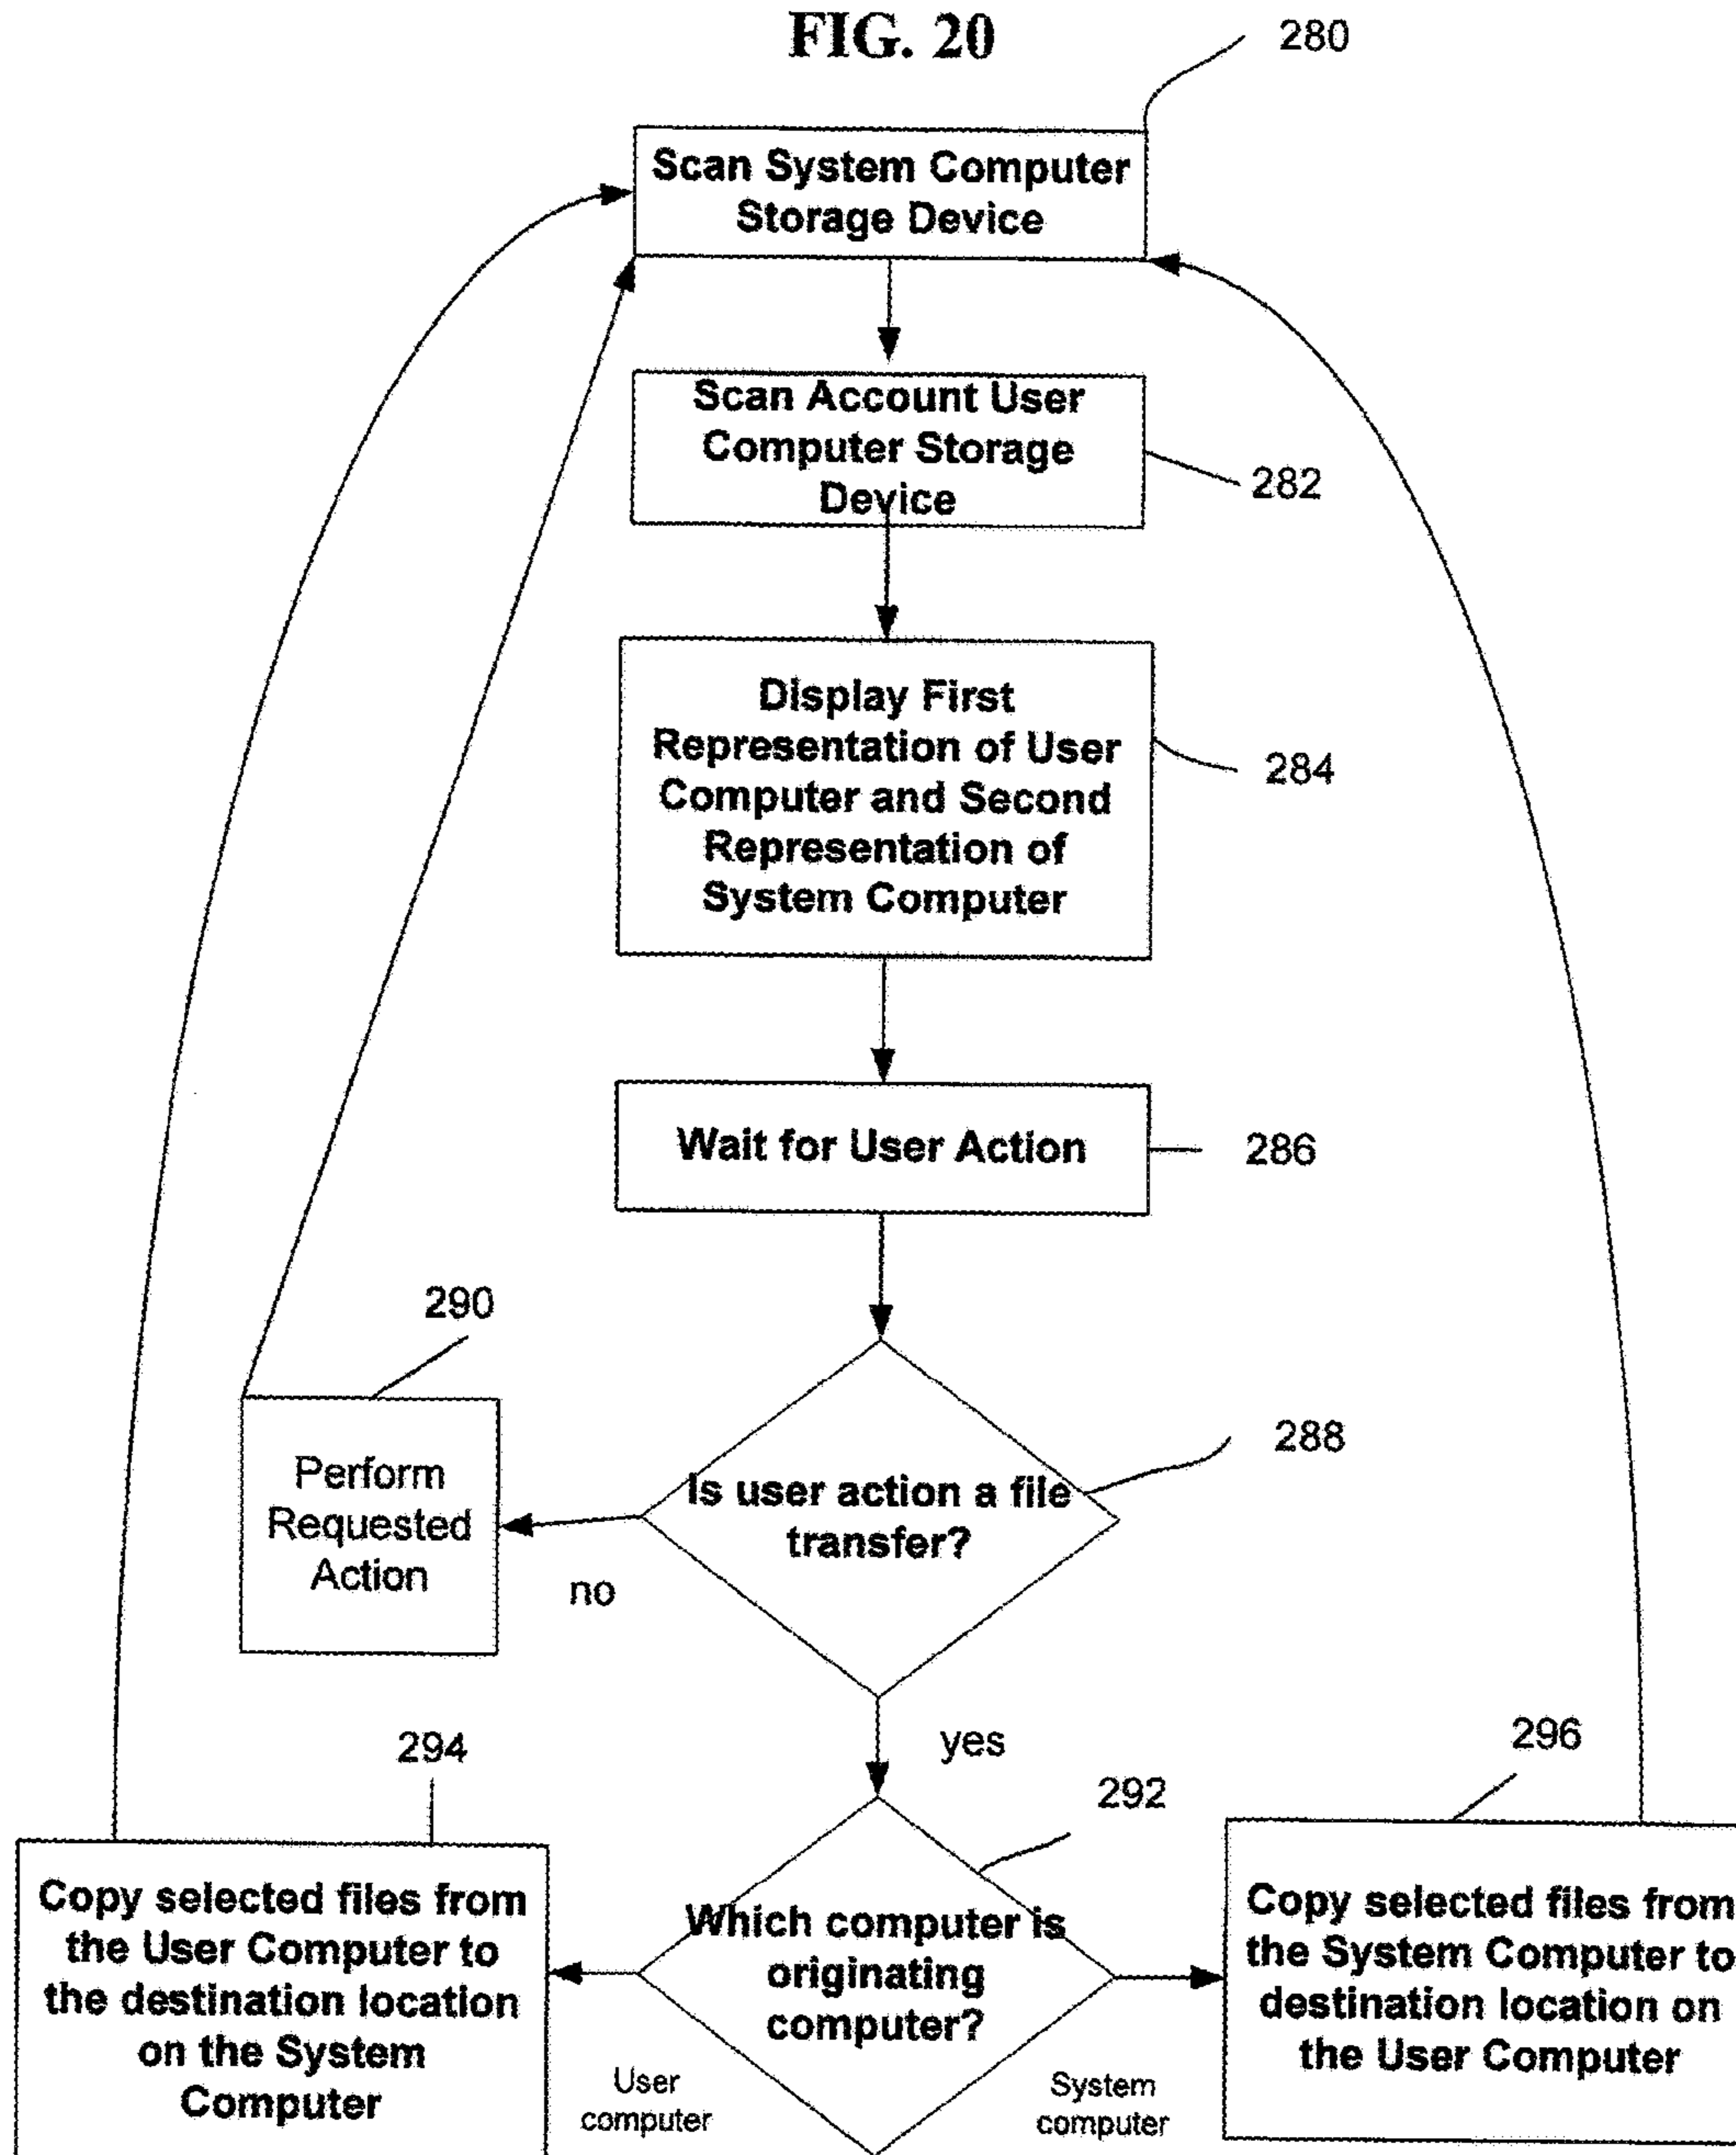 FIG. 20
280
Scan System Computer
Storage Device
Scan Account User
Computer Storage
Device
282
Display First
Representation of User
Computer and Second
Representation of
System Computer
284
Wait for User Action
286
290
Perform
Requested
Action
288
Is user action a file
transfer?
no
yes
294
292
296
Copy selected files from
the User Computer to
the destination location
on the System
Computer
Which computer is
originating
computer?
User
computer
System
computer
Copy selected files from
the System Computer to
destination location on
the User Computer